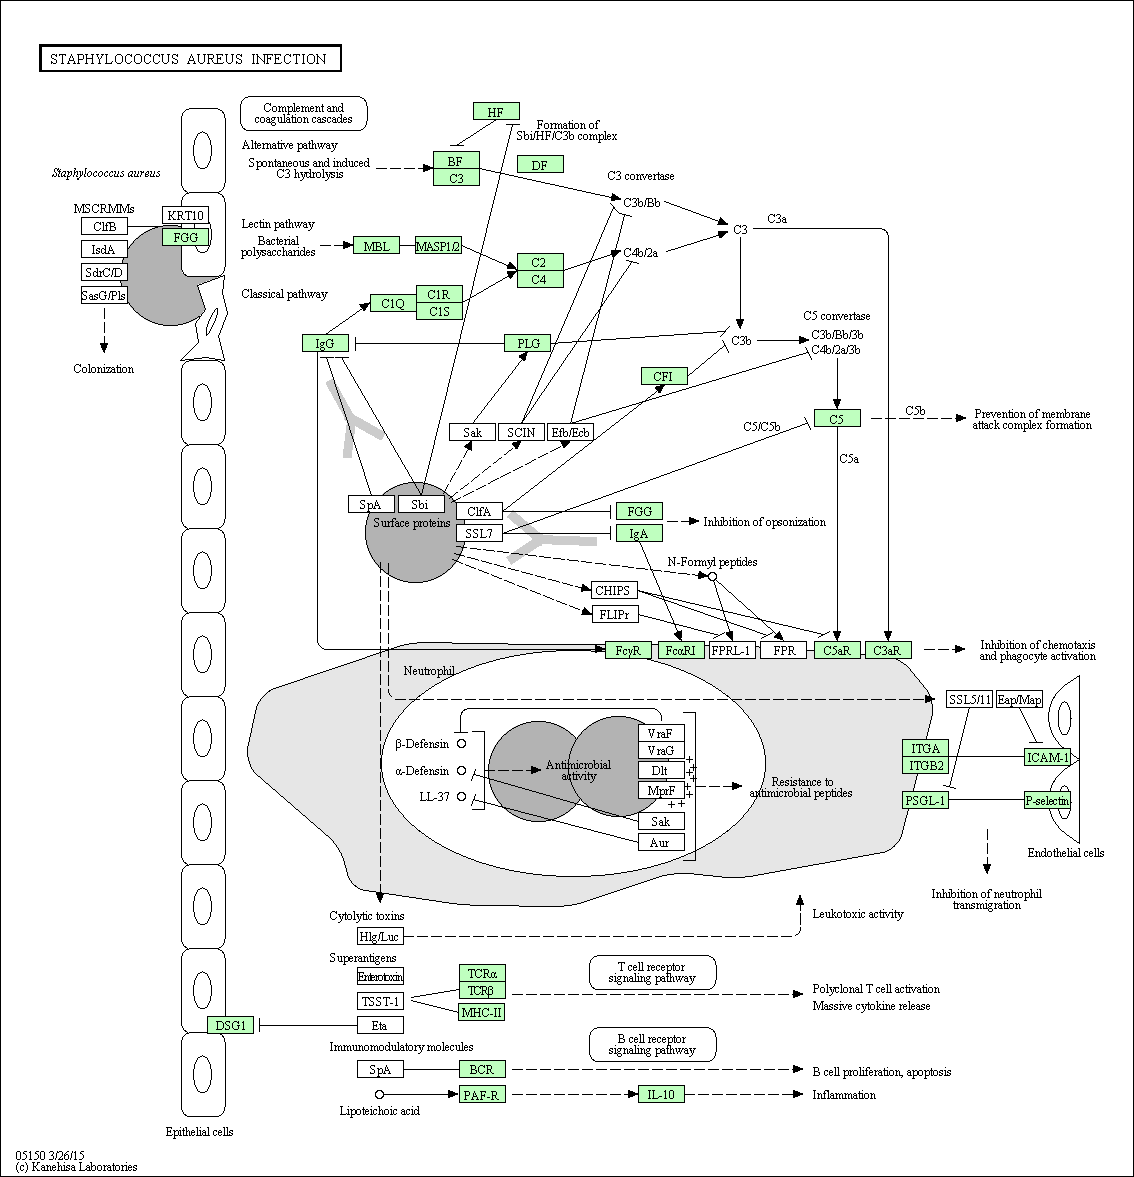 STAPHYLOCOCCUS AUREUS INFECTION
Complement and
coagulation cascades
HF
Formation of
Sbi/HF/C3b complex
Alternative pathway
Spontaneous and induced
C3 hydrolysis
BF
C3
DF
Staphylococcus aureus
C3 convertase
MSCRMMs
KRT10
C3b/Bb
ClfB
FGG
Lectin pathway
C3
C3a
Bacterial
polysaccharides
MBL
MASP1/2
IsdA
C2
C4
C4b/2a
SdrC/D
SasG/Pls
Classical pathway
C1Q
C1R
C1S
C5 convertase
IgG
PLG
C3b
C3b/Bb/3b
C4b/2a/3b
Colonization
CFI
C5
C5b
Prevention of membrane
attack complex formation
Sak
SCIN
Efb/Ecb
C5/C5b
C5a
SpA
Sbi
Surface proteins
ClfA
FGG
SSL7
IgA
Inhibition of opsonization
N-Formyl peptides
CHIPS
FLIPr
FcγR
FcαRI
FPRL-1
FPR
C5aR
C3aR
Inhibition of chemotaxis
and phagocyte activation
Neutrophil
SSL5/11
Eap/Map
β-Defensin
VraF
VraG
ITGA
ITGB2
ICAM-1
α-Defensin
Antimicrobial
activity
Dlt
+
+
+
+
+
LL-37
MprF
+
+
+ +
Resistance to
antimicrobial peptides
PSGL-1
P-selectin
Sak
Aur
Endothelial cells
Inhibition of neutrophil
transmigration
Cytolytic toxins
Hlg/Luc
Leukotoxic activity
Superantigens
Enterotoxin
TCRα
TCRβ
T cell receptor
signaling pathway
TSST-1
MHC-II
Polyclonal T cell activation
Massive cytokine release
DSG1
Eta
Immunomodulatory molecules
B cell receptor
signaling pathway
SpA
BCR
B cell proliferation, apoptosis
PAF-R
IL-10
Inflammation
Lipoteichoic acid
Epithelial cells
05150 3/26/15
(c) Kanehisa Laboratories